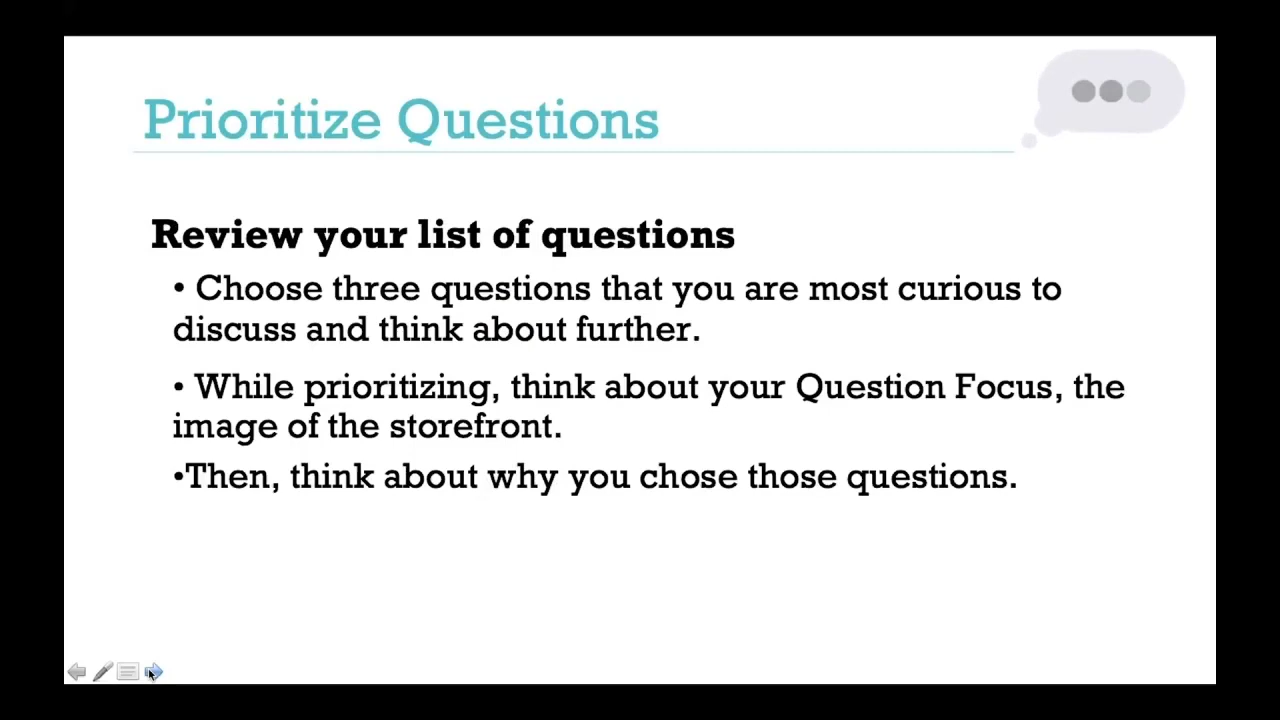 Prioritize Questions
Review your list of questions
• Choose three questions that you are most curious to
discuss and think about further.
• While prioritizing, think about your Question Focus, the
image of the storefront.
•Then, think about why you chose those questions.